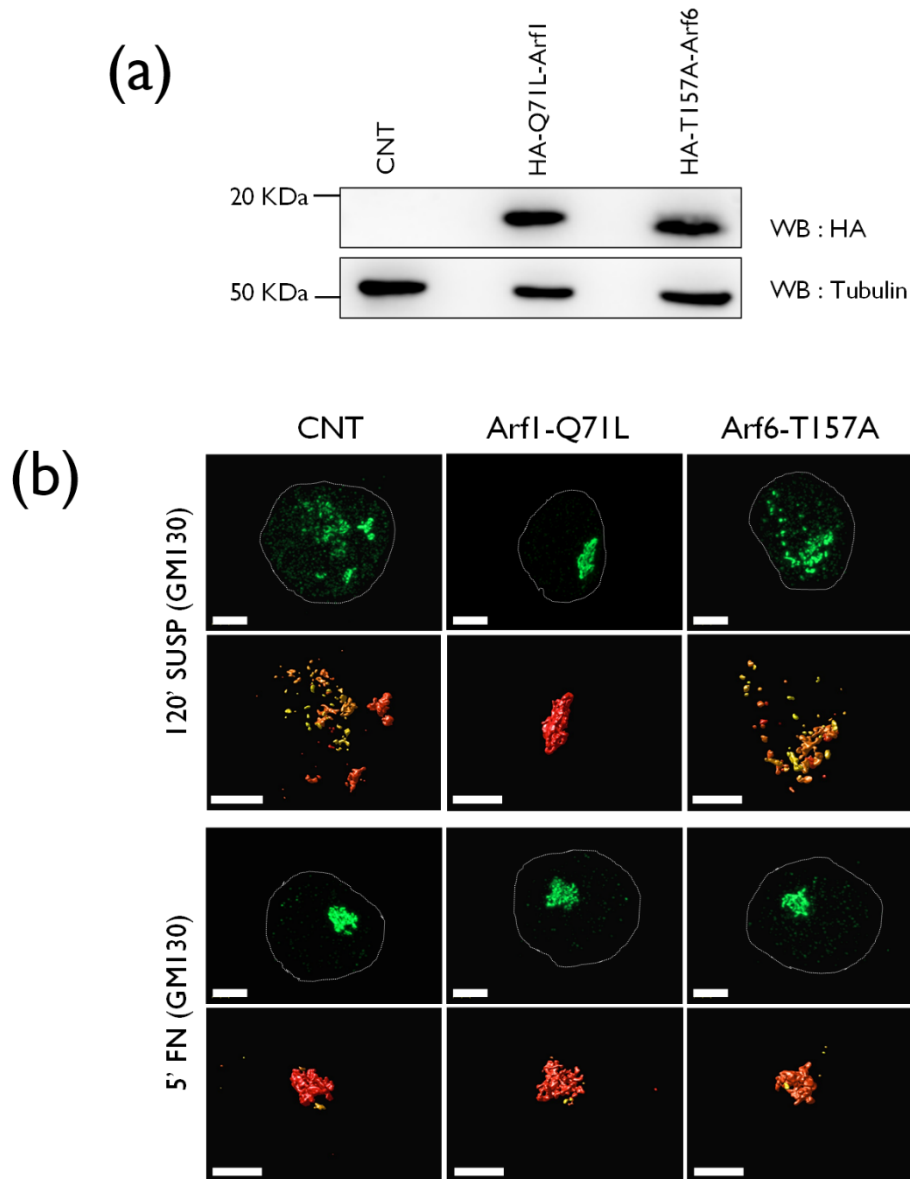 (a)
CNT
HA-Q71L-Arf1
HA-T157A-Arf6
20 KDa
WB : HA
50 KDa
WB : Tubulin
(b)
CNT
Arf1-Q71L
Arf6-T157A
120' SUSP (GM130)
5' FN (GM130)